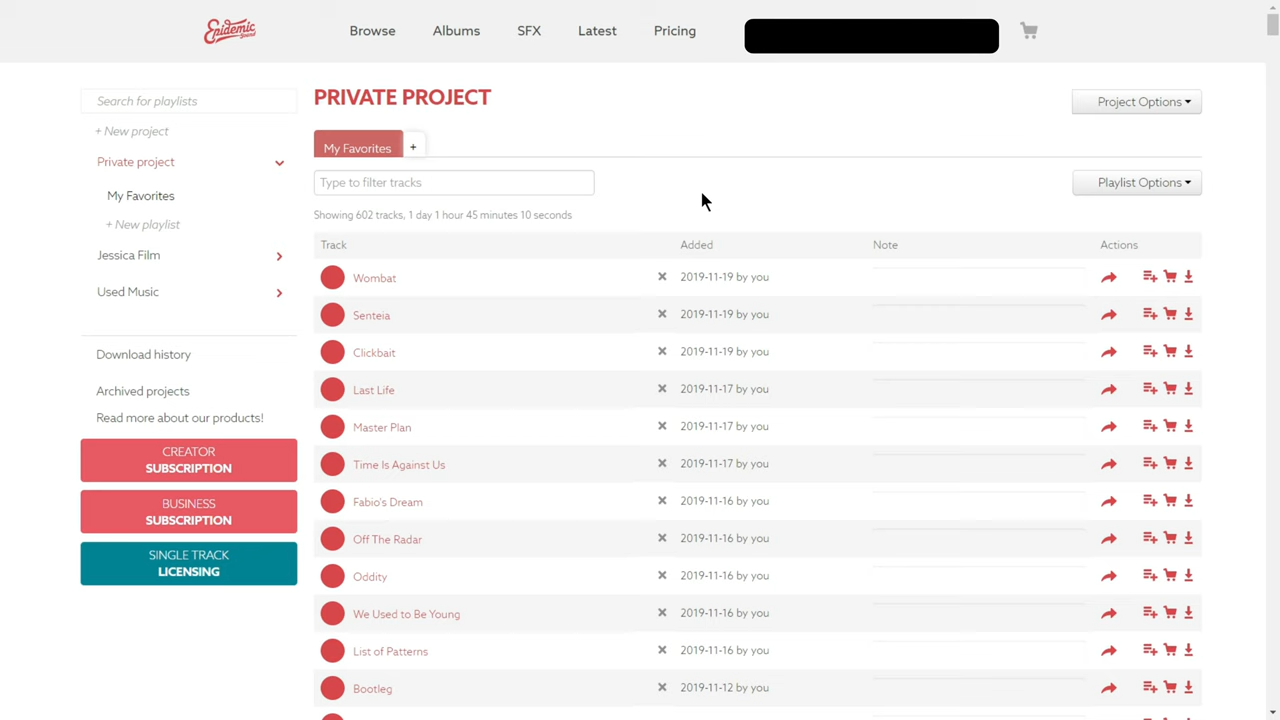 Epidemic Sound
Browse Albums SFX Latest Pricing
Search for playlists
+ New project
Private project
My Favorites
+ New playlist
Jessica Film
Used Music
Download history
Archived projects
Read more about our products!
CREATOR
SUBSCRIPTION
BUSINESS
SUBSCRIPTION
SINGLE TRACK
LICENSING
PRIVATE PROJECT
Project Options
My Favorites +
Type to filter tracks
Playlist Options
Showing 602 tracks, 1 day 1 hour 45 minutes 10 seconds
Track Added Note Actions
Wombat 2019-11-19 by you
Senteia 2019-11-19 by you
Clickbait 2019-11-19 by you
Last Life 2019-11-17 by you
Master Plan 2019-11-17 by you
Time Is Against Us 2019-11-17 by you
Fabio's Dream 2019-11-16 by you
Off The Radar 2019-11-16 by you
Oddity 2019-11-16 by you
We Used to Be Young 2019-11-16 by you
List of Patterns 2019-11-16 by you
Bootleg 2019-11-12 by you